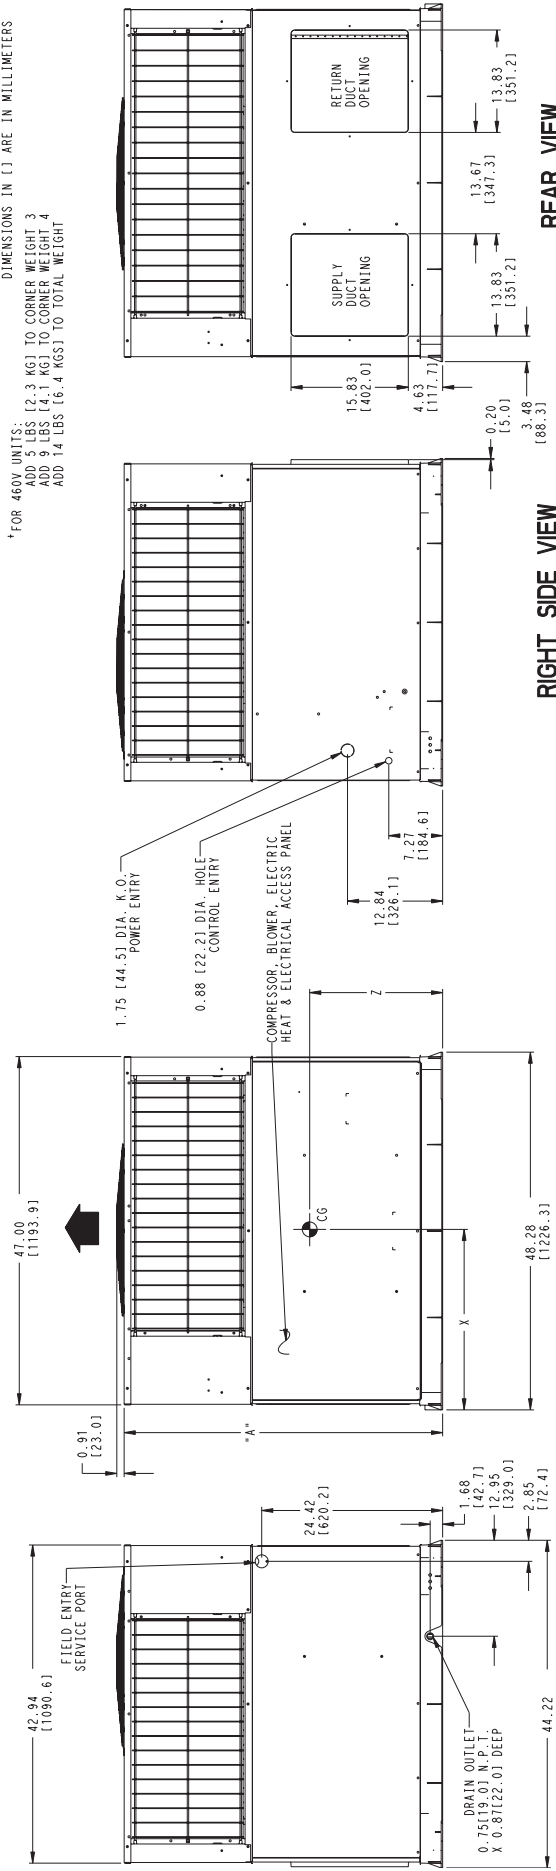 DIMENSIONS IN [] ARE IN MILLIMETERS
*FOR 460V UNITS:
ADD 5 LBS [2.3 KG] TO CORNER WEIGHT 3
ADD 9 LBS [4.1 KG] TO CORNER WEIGHT 4
ADD 14 LBS [6.4 KGS] TO TOTAL WEIGHT
42.94
[1090.6]
FIELD ENTRY
SERVICE PORT
24.42
[620.2]
1.68
[42.7]
12.95
[329.0]
2.85
[72.4]
DRAIN OUTLET
0.75[19.0] N.P.T.
X 0.87[22.0] DEEP
44.22
47.00
[1193.9]
0.91
[23.0]
"A"
CG
X
Z
48.28
[1226.3]
COMPRESSOR, BLOWER, ELECTRIC
HEAT & ELECTRICAL ACCESS PANEL
1.75 [44.5] DIA. K.O.
POWER ENTRY
0.88 [22.2] DIA. HOLE
CONTROL ENTRY
12.84
[326.1]
7.27
[184.6]
0.20
[5.0]
RIGHT SIDE VIEW
SUPPLY
DUCT
OPENING
RETURN
DUCT
OPENING
15.83
[402.0]
4.63
[117.7]
3.48
[88.3]
13.83
[351.2]
13.67
[347.3]
13.83
[351.2]
REAR VIEW